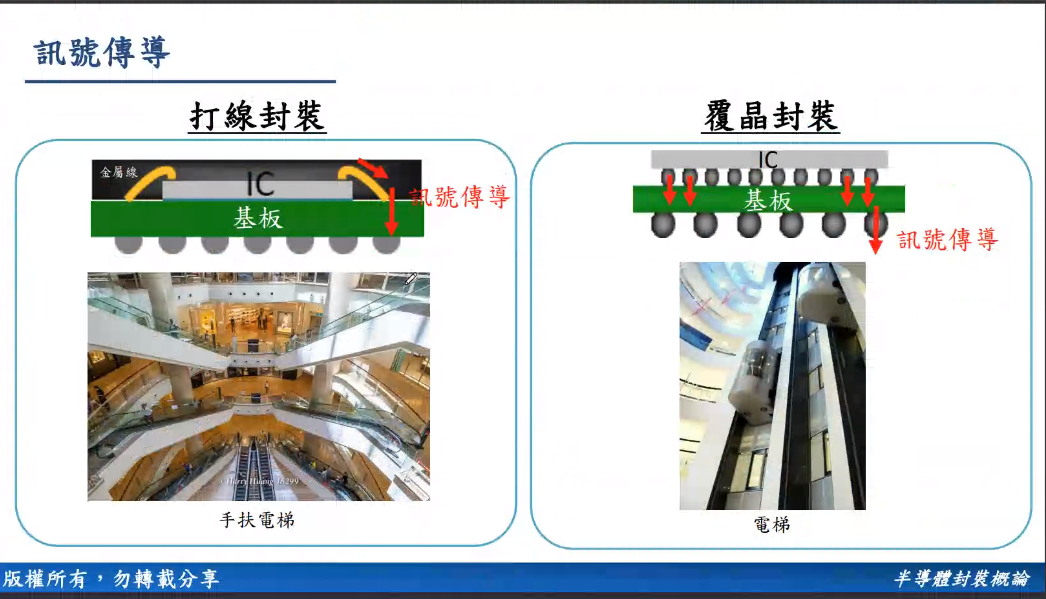 訊號傳導
打線封裝
金屬線
IC
訊號傳導
基板
Harry Huang 16299
手扶電梯
覆晶封裝
IC
基板
訊號傳導
電梯
版權所有，勿轉載分享
半導體封裝概論